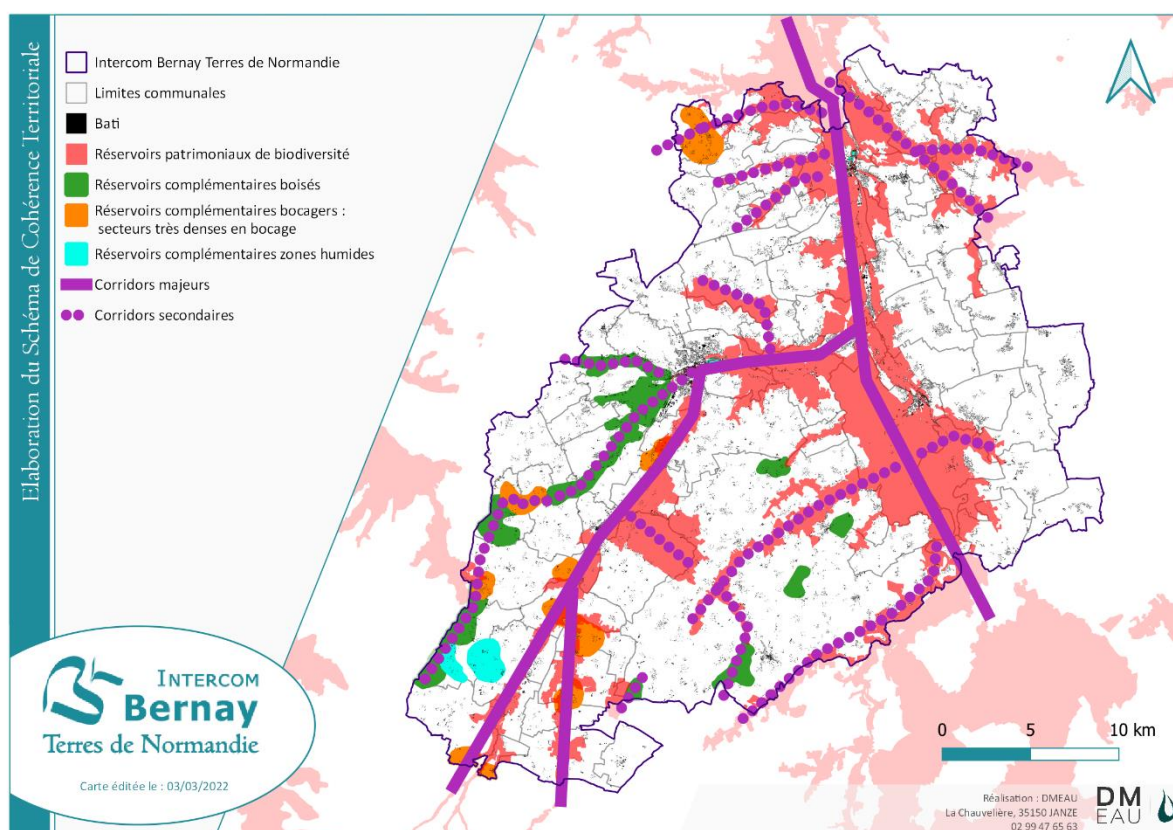 Elaboration du Schéma de Cohérence Territoriale
Intercom Bernay Terres de Normandie
Limites communales
Bati
Réservoirs patrimoniaux de biodiversité
Réservoirs complémentaires boisés
Réservoirs complémentaires bocagers :
secteurs très denses en bocage
Réservoirs complémentaires zones humides
Corridors majeurs
Corridors secondaires
INTERCOM
Bernay
Terres de Normandie
Carte éditée le : 03/03/2022
0 5 10 km
Réalisation : DMEAU
La Chauvelière, 35150 JANZE
02 99 47 65 63
DM
EAU